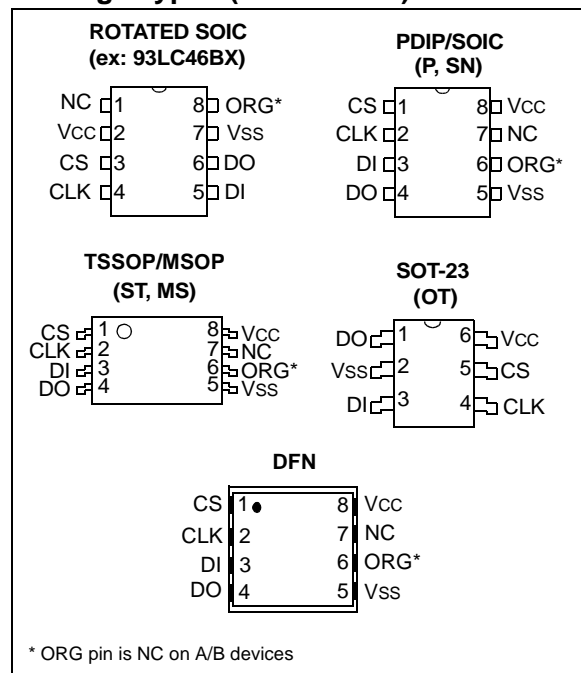 ROTATED SOIC
(ex: 93LC46BX)
NC 1 8 ORG*
VCC 2 7 VSS
CS 3 6 DO
CLK 4 5 DI
PDIP/SOIC
(P, SN)
CS 1 8 VCC
CLK 2 7 NC
DI 3 6 ORG*
DO 4 5 VSS
TSSOP/MSOP
(ST, MS)
CS 1 8 VCC
CLK 2 7 NC
DI 3 6 ORG*
DO 4 5 VSS
SOT-23
(OT)
DO 1 6 VCC
VSS 2 5 CS
DI 3 4 CLK
DFN
CS 1 8 VCC
CLK 2 7 NC
DI 3 6 ORG*
DO 4 5 VSS
* ORG pin is NC on A/B devices